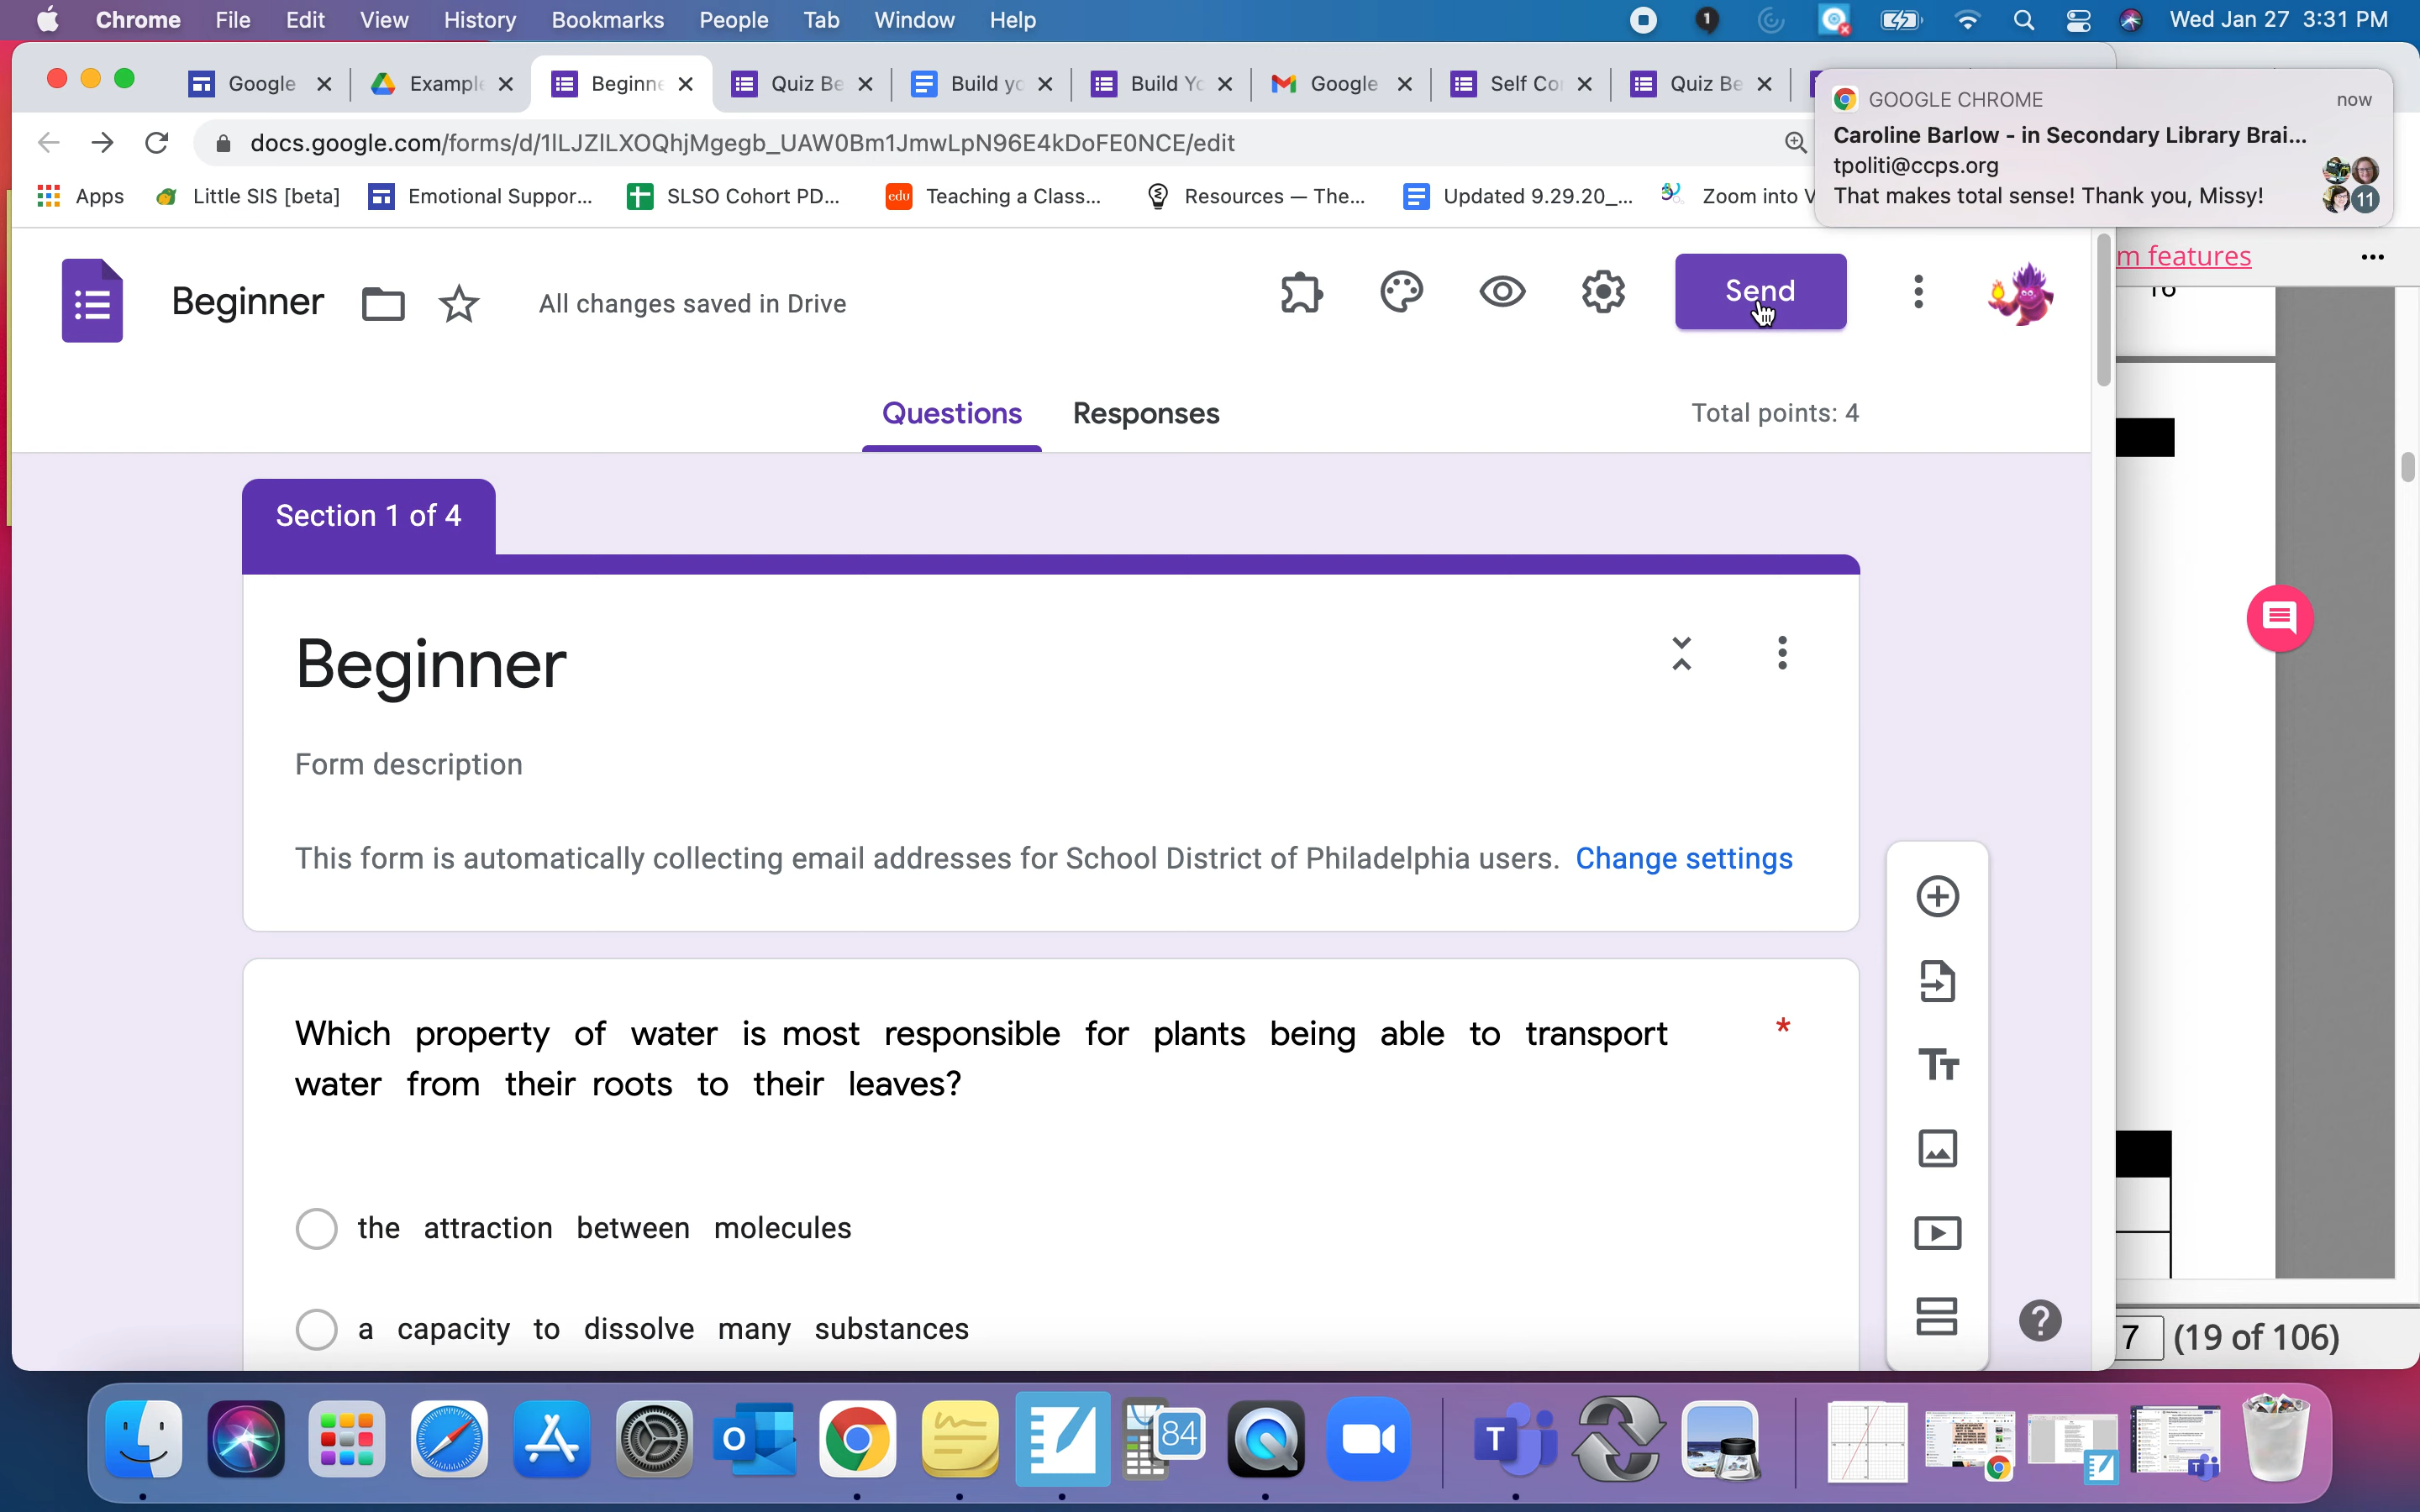 Chrome File Edit View History Bookmarks People Tab Window Help
1
Wed Jan 27 3:31 PM
Google
Example
Beginne
Quiz Be
Build yo
Build Yo
Google
Self Co
Quiz Be
docs.google.com/forms/d/1lLJZlLXOQhjMgegb_UAW0Bm1JmwLpN96E4kDoFE0NCE/edit
GOOGLE CHROME now
Caroline Barlow - in Secondary Library Brai...
tpoliti@ccps.org
That makes total sense! Thank you, Missy!
11
Apps
Little SIS [beta]
Emotional Suppor...
SLSO Cohort PD...
edu
Teaching a Class...
Resources — The...
Updated 9.29.20_...
Zoom into V
m features
Beginner
All changes saved in Drive
Send
Questions
Responses
Total points: 4
Section 1 of 4
Beginner
Form description
This form is automatically collecting email addresses for School District of Philadelphia users. Change settings
Which property of water is most responsible for plants being able to transport *
water from their roots to their leaves?
the attraction between molecules
a capacity to dissolve many substances
Tt
?
7 (19 of 106)
O
84
T